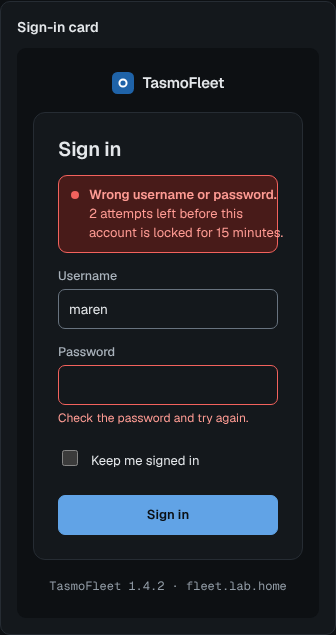 Sign-in card
TasmoFleet
Sign in
Wrong username or password.
2 attempts left before this
account is locked for 15 minutes.
Username
maren
Password
Check the password and try again.
Keep me signed in
Sign in
TasmoFleet 1.4.2 · fleet.lab.home